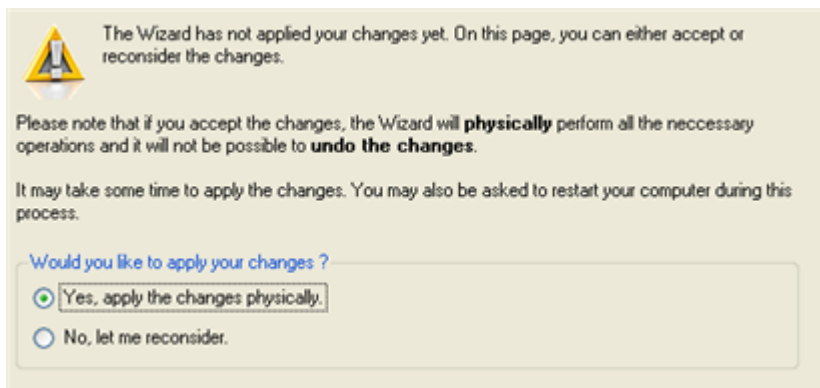 The Wizard has not applied your changes yet. On this page, you can either accept or
reconsider the changes.
Please note that if you accept the changes, the Wizard will physically perform all the neccessary
operations and it will not be possible to undo the changes.
It may take some time to apply the changes. You may also be asked to restart your computer during this
process.
Would you like to apply your changes ?
Yes, apply the changes physically.
No, let me reconsider.